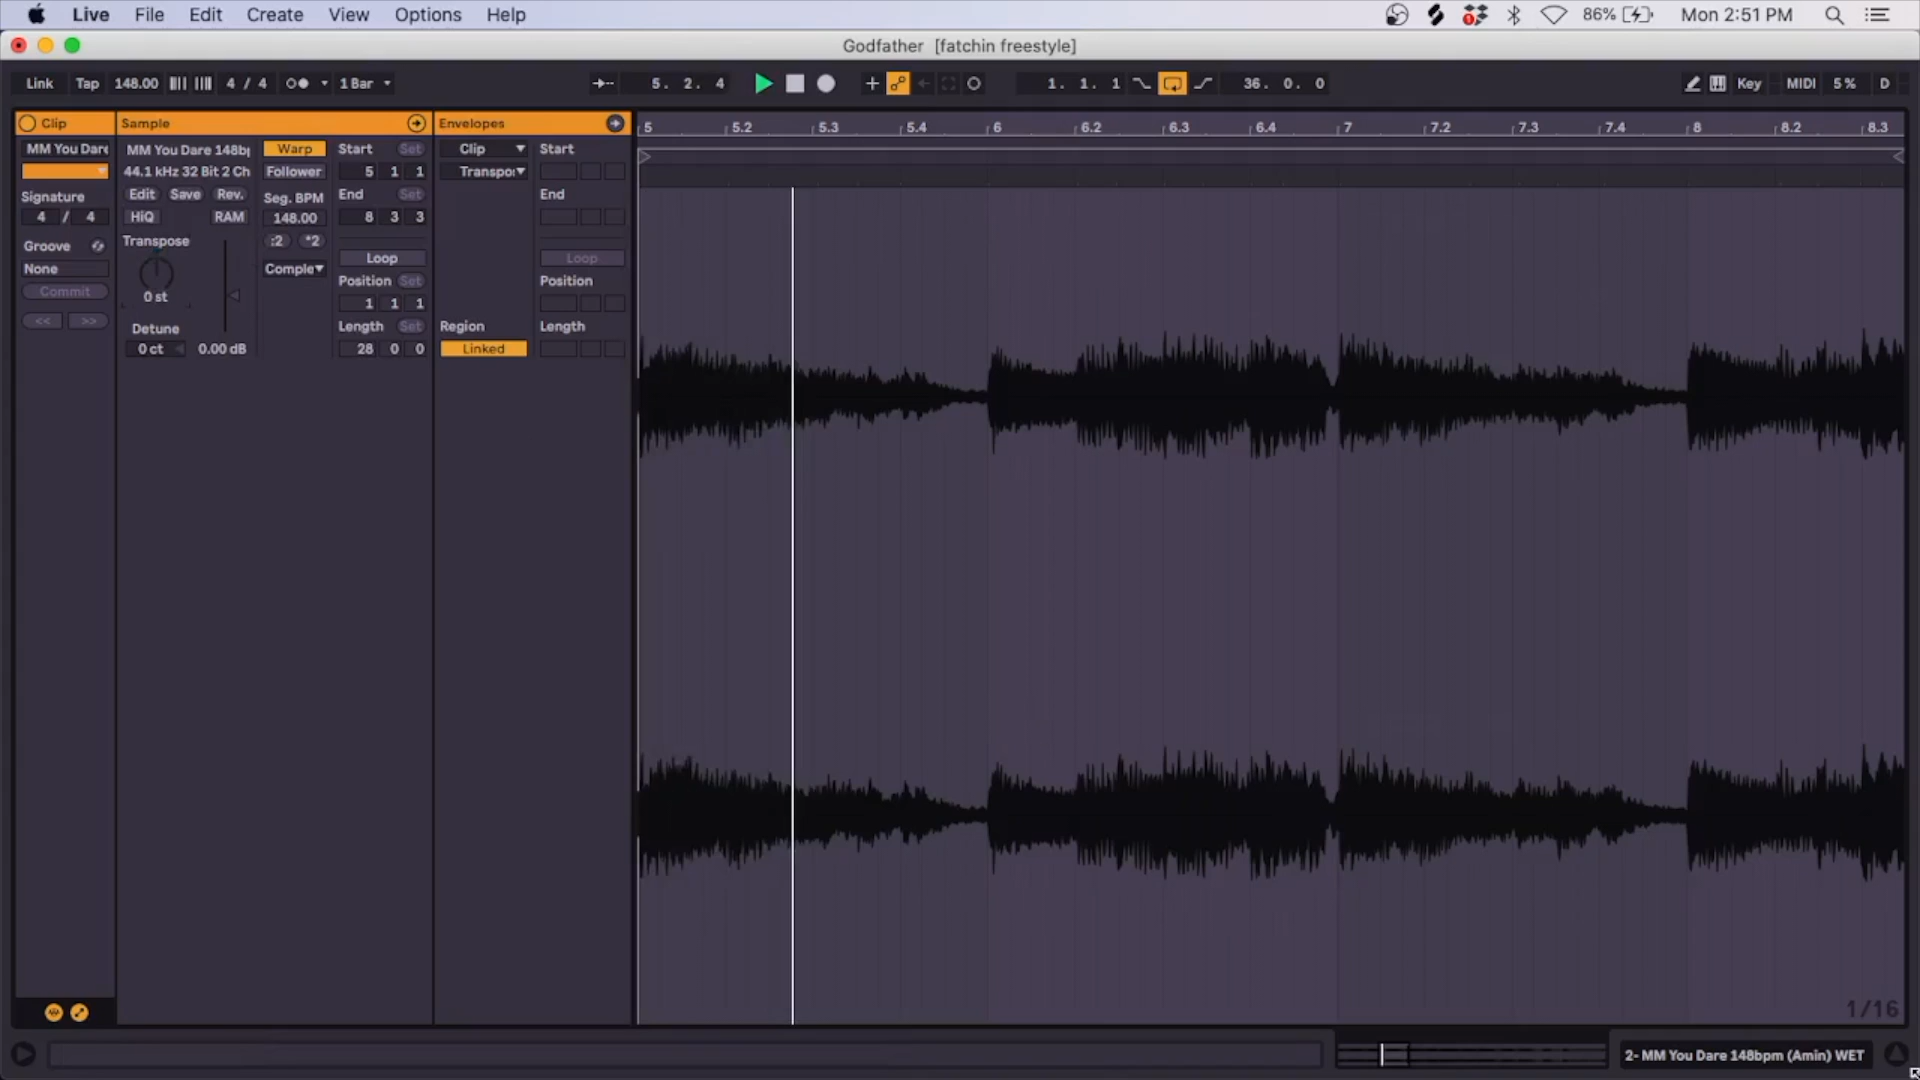 Live File Edit Create View Options Help 86% Mon 2:51 PM
Godfather [fatchin freestyle]
Link Tap 148.00 4 / 4 1 Bar 5. 2. 4 1. 1. 1 36. 0. 0 Key MIDI 5 % D
Clip Sample Envelopes
5 5.2 5.3 5.4 6 6.2 6.3 6.4 7 7.2 7.3 7.4 8 8.2 8.3
MM You Dare MM You Dare 148bp Warp Start Set Clip Start
44.1 kHz 32 Bit 2 Ch Follower 5 1 1 Transpo
Signature Edit Save Rev. Seg. BPM End Set End
4 / 4 HiQ RAM 148.00 8 3 3
Groove Transpose :2 *2
None Comple Loop Loop
Commit Position Set Position
<< >> 0 st 1 1 1
Detune Length Set Region Length
0 ct 0.00 dB 28 0 0 Linked
1/16
2- MM You Dare 148bpm (Amin) WET